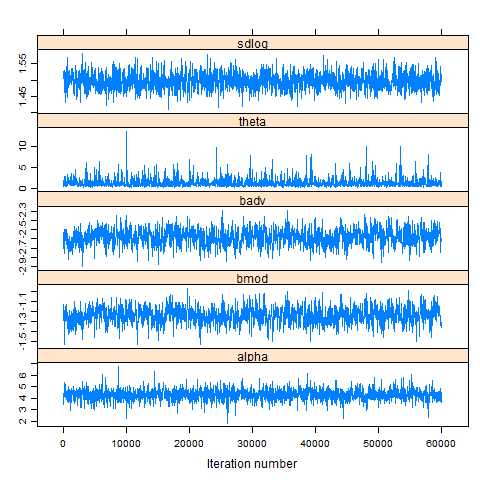 sdlog
1.45 1.55
theta
0 5 10
badv
-2.9 -2.7 -2.5 -2.3
bmod
-1.5 -1.3 -1.1
alpha
2 3 4 5 6
0 10000 20000 30000 40000 50000 60000
Iteration number